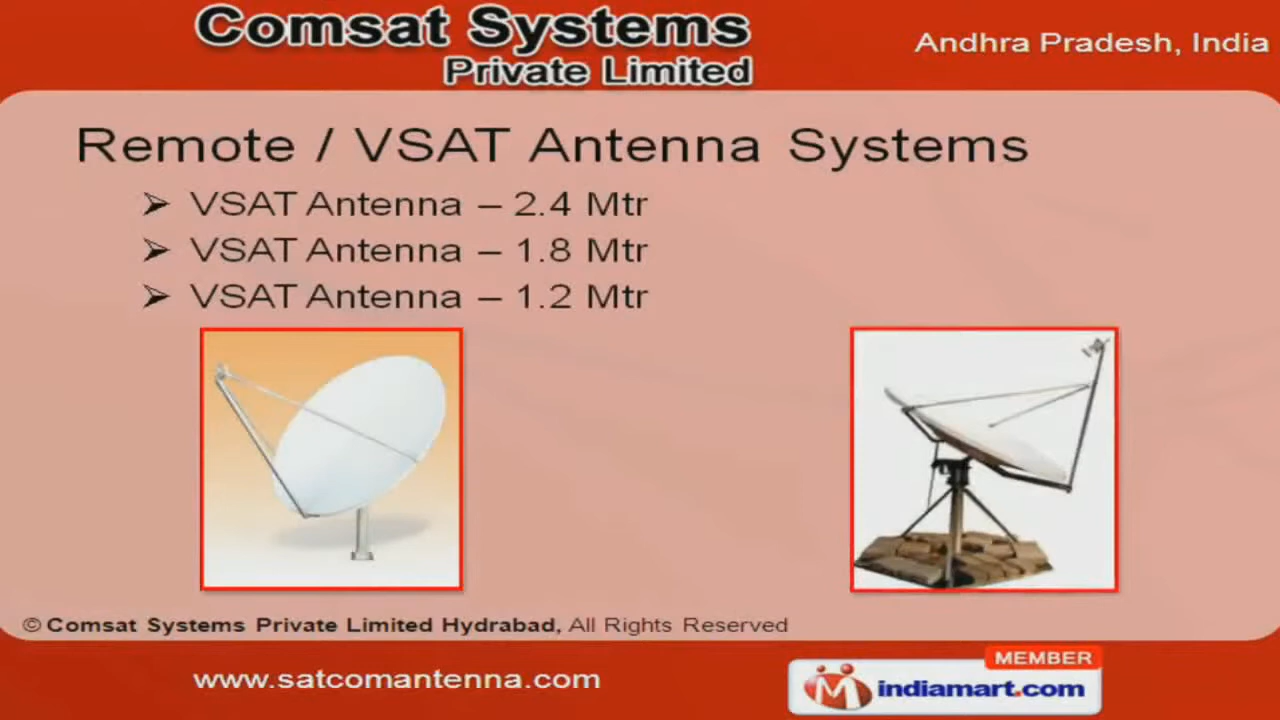 Comsat Systems
Private Limited
Andhra Pradesh, India
Remote / VSAT Antenna Systems
➢ VSAT Antenna – 2.4 Mtr
➢ VSAT Antenna – 1.8 Mtr
➢ VSAT Antenna – 1.2 Mtr
© Comsat Systems Private Limited Hydrabad, All Rights Reserved
www.satcomantenna.com
MEMBER
indiamart.com